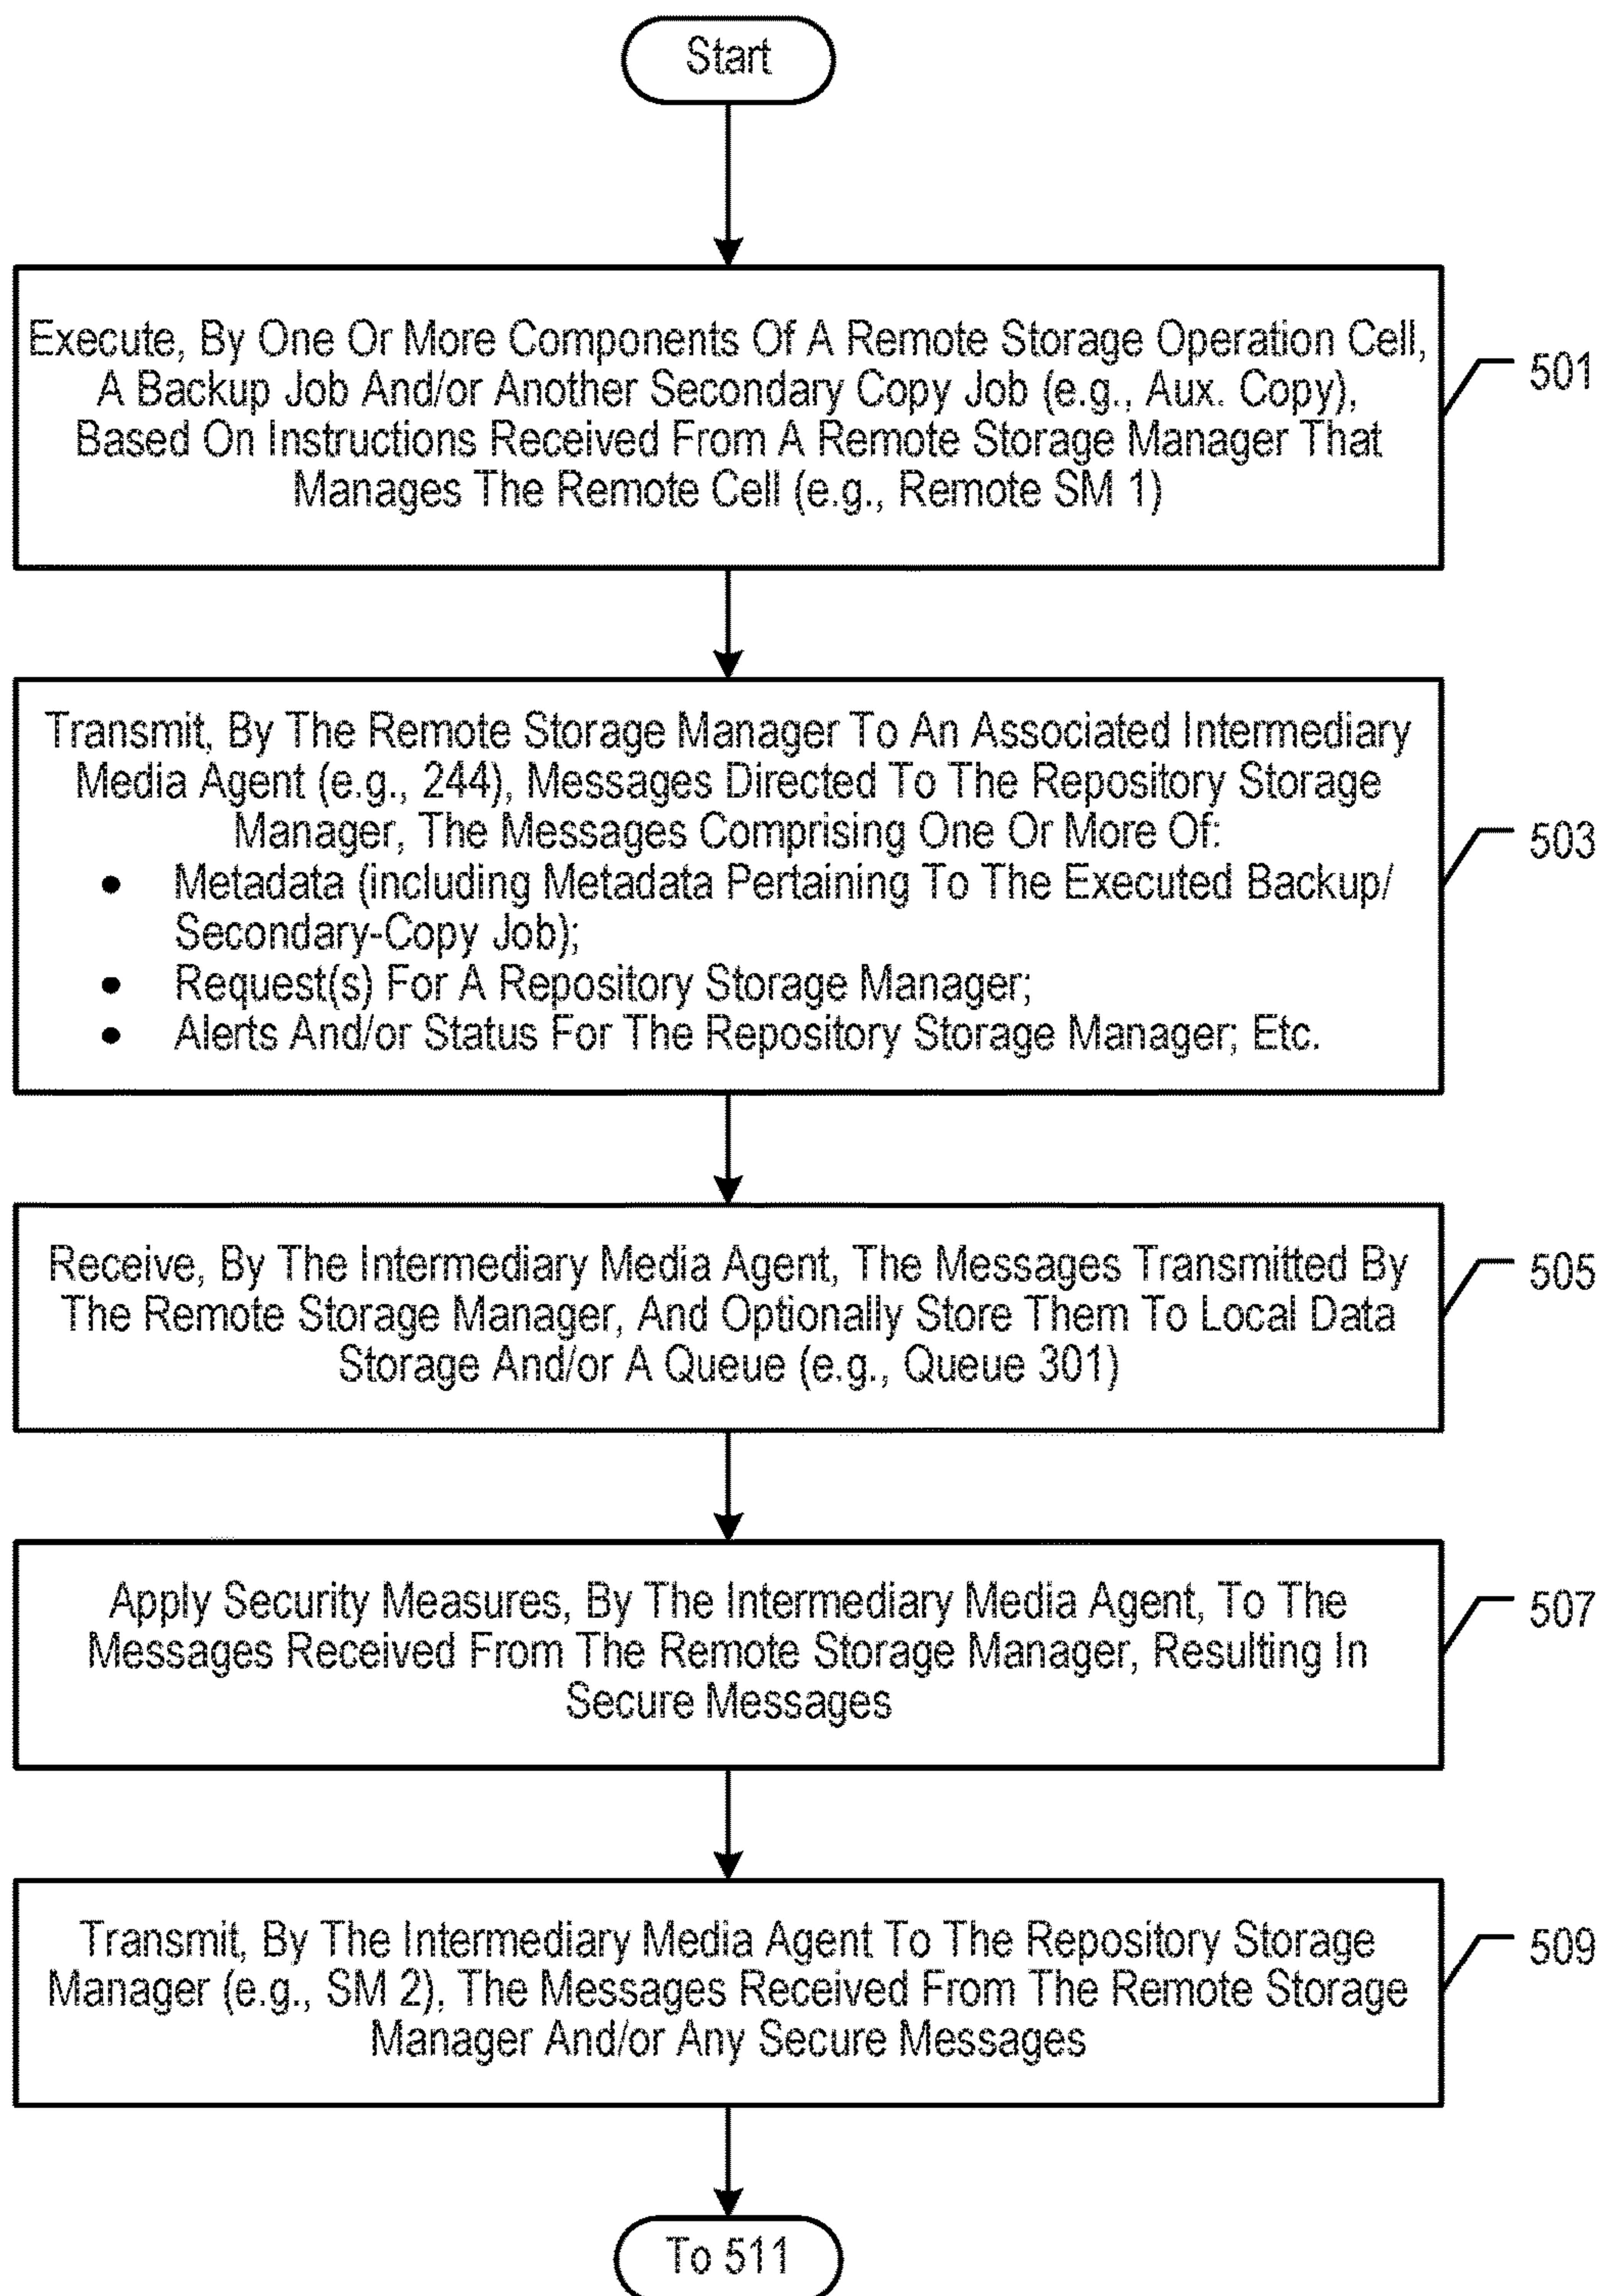 Start
Execute, By One Or More Components Of A Remote Storage Operation Cell,
A Backup Job And/or Another Secondary Copy Job (e.g., Aux. Copy),
Based On Instructions Received From A Remote Storage Manager That
Manages The Remote Cell (e.g., Remote SM 1)
501
Transmit, By The Remote Storage Manager To An Associated Intermediary
Media Agent (e.g., 244), Messages Directed To The Repository Storage
Manager, The Messages Comprising One Or More Of:
• Metadata (including Metadata Pertaining To The Executed Backup/
Secondary-Copy Job);
• Request(s) For A Repository Storage Manager;
• Alerts And/or Status For The Repository Storage Manager; Etc.
503
Receive, By The Intermediary Media Agent, The Messages Transmitted By
The Remote Storage Manager, And Optionally Store Them To Local Data
Storage And/or A Queue (e.g., Queue 301)
505
Apply Security Measures, By The Intermediary Media Agent, To The
Messages Received From The Remote Storage Manager, Resulting In
Secure Messages
507
Transmit, By The Intermediary Media Agent To The Repository Storage
Manager (e.g., SM 2), The Messages Received From The Remote Storage
Manager And/or Any Secure Messages
509
To 511